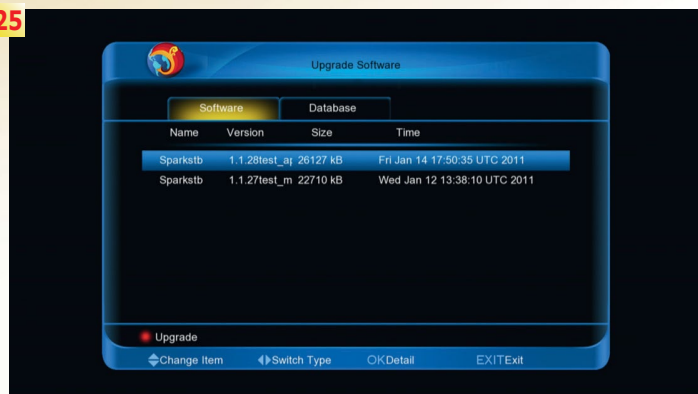 25
Upgrade Software
Software Database
Name Version Size Time
Sparkstb 1.1.28test_ap 26127 kB Fri Jan 14 17:50:35 UTC 2011
Sparkstb 1.1.27test_m 22710 kB Wed Jan 12 13:38:10 UTC 2011
Upgrade
Change Item Switch Type OKDetail EXITExit